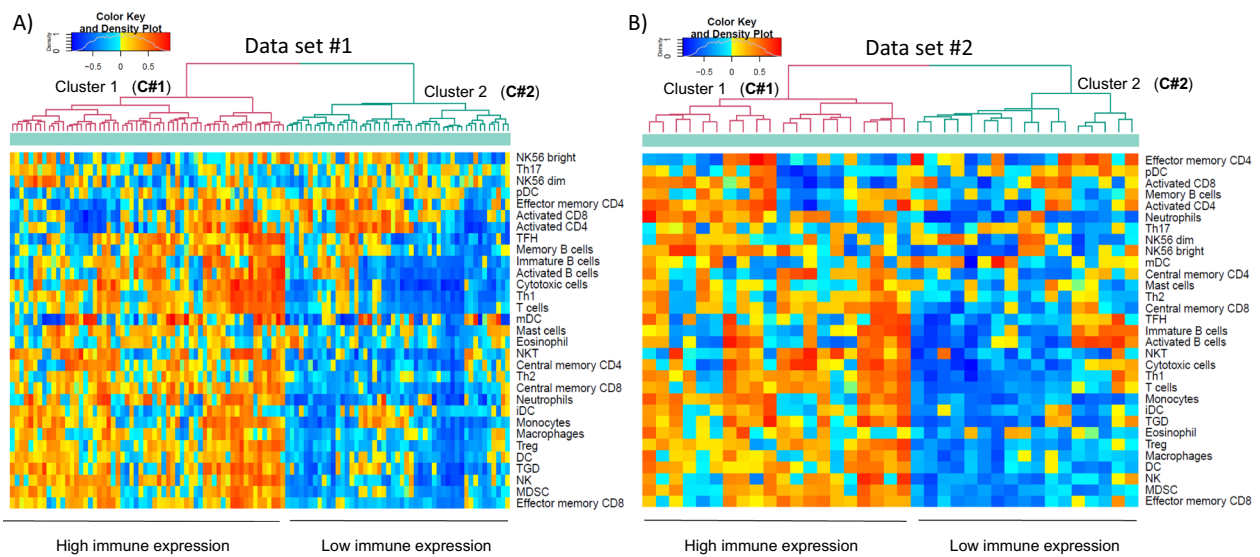 A)
Color Key
and Density Plot
Density
0 1
−0.5 0 0.5
Data set #1
Cluster 1 (C#1)
Cluster 2 (C#2)
NK56 bright
Th17
NK56 dim
pDC
Effector memory CD4
Activated CD8
Activated CD4
TFH
Memory B cells
Immature B cells
Activated B cells
Cytotoxic cells
Th1
T cells
mDC
Mast cells
Eosinophil
NKT
Central memory CD4
Th2
Central memory CD8
Neutrophils
iDC
Monocytes
Macrophages
Treg
DC
TGD
NK
MDSC
Effector memory CD8
High immune expression
Low immune expression
B)
Color Key
and Density Plot
Density
0 1
−0.5 0 0.5
Data set #2
Cluster 1 (C#1)
Cluster 2 (C#2)
Effector memory CD4
pDC
Activated CD8
Memory B cells
Activated CD4
Neutrophils
Th17
NK56 dim
NK56 bright
mDC
Central memory CD4
Mast cells
Th2
Central memory CD8
TFH
Immature B cells
Activated B cells
NKT
Cytotoxic cells
Th1
T cells
Monocytes
iDC
TGD
Eosinophil
Treg
Macrophages
DC
NK
MDSC
Effector memory CD8
High immune expression
Low immune expression